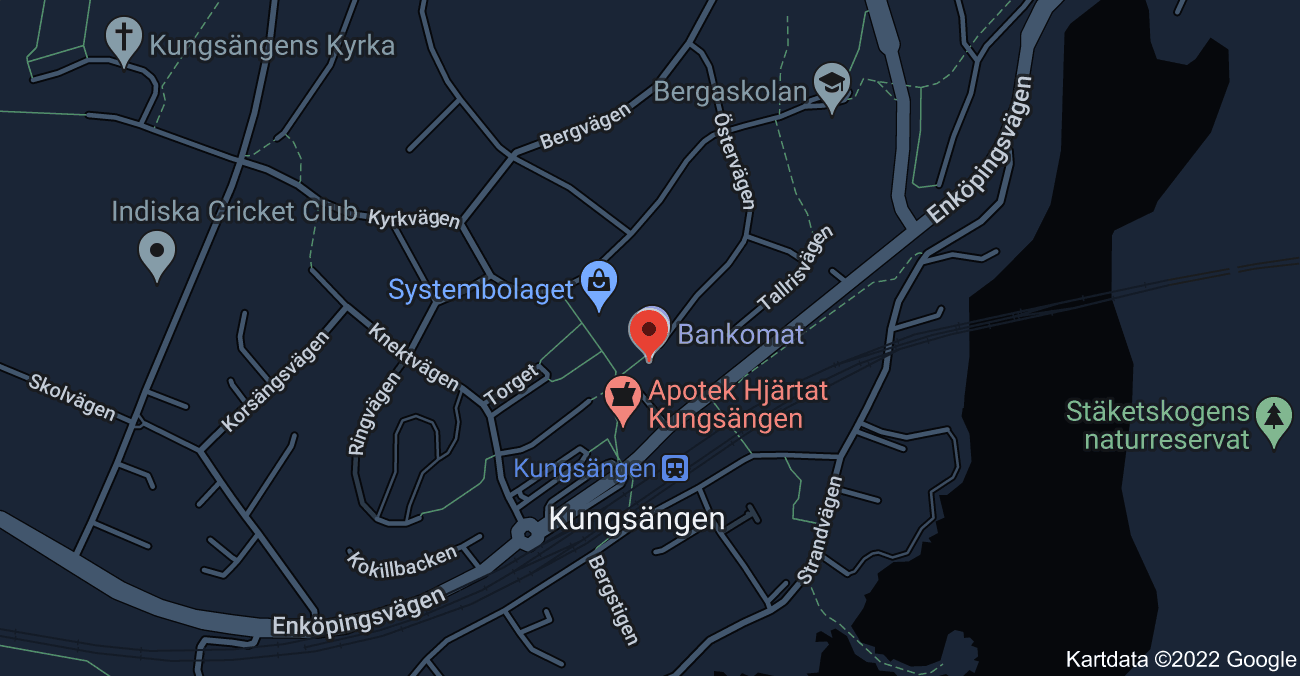 Kungsängens Kyrka
Bergaskolan
Bergvägen
Östervägen
Enköpingsvägen
Indiska Cricket Club
Kyrkvägen
Tallrisvägen
Systembolaget
Bankomat
Knektvägen
Korsängsvägen
Torget
Skolvägen
Ringvägen
Apotek Hjärtat
Kungsängen
Stäketskogens
naturreservat
Kungsängen
Kungsängen
Strandvägen
Kokillbacken
Bergstigen
Enköpingsvägen
Kartdata ©2022 Google